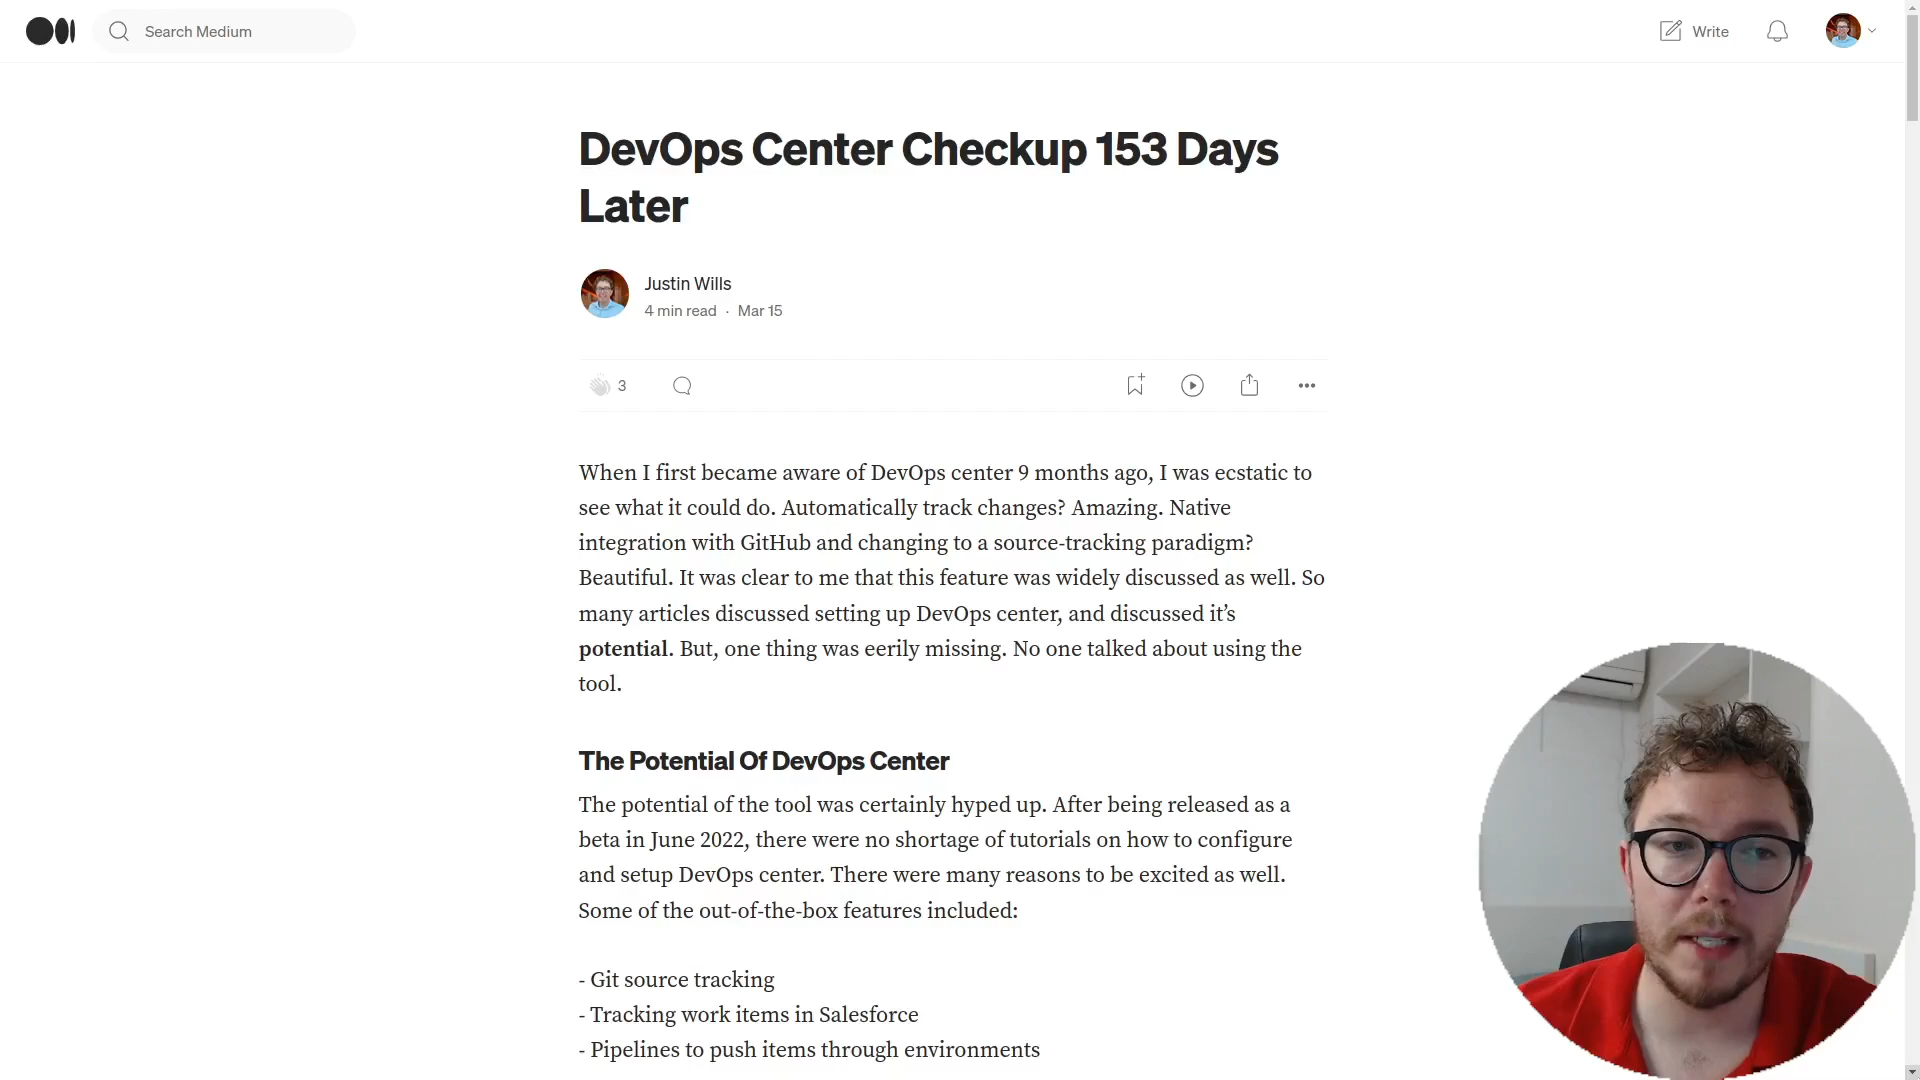 Search Medium
Write
DevOps Center Checkup 153 Days
Later
Justin Wills
4 min read · Mar 15
3
When I first became aware of DevOps center 9 months ago, I was ecstatic to
see what it could do. Automatically track changes? Amazing. Native
integration with GitHub and changing to a source-tracking paradigm?
Beautiful. It was clear to me that this feature was widely discussed as well. So
many articles discussed setting up DevOps center, and discussed it’s
potential. But, one thing was eerily missing. No one talked about using the
tool.
The Potential Of DevOps Center
The potential of the tool was certainly hyped up. After being released as a
beta in June 2022, there were no shortage of tutorials on how to configure
and setup DevOps center. There were many reasons to be excited as well.
Some of the out-of-the-box features included:
- Git source tracking
- Tracking work items in Salesforce
- Pipelines to push items through environments